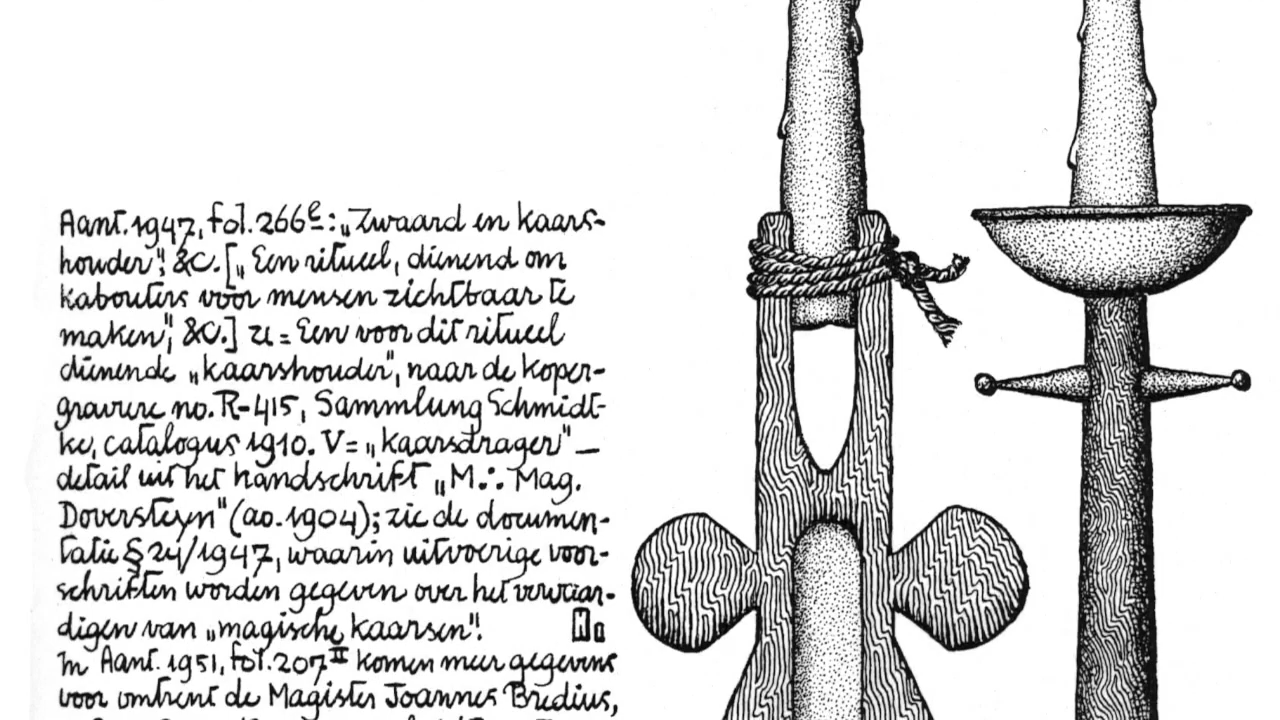 Aant. 1947, fol. 266e: „Zwaard en kaars-
houder", &C. [„Een ritueel, dienend om
kabouters voor mensen zichtbaar te
maken", &C.] U = Een voor dit ritueel
dienende „kaarshouder", naar de koper-
gravure no. R-415, Sammlung Schmidt-
ke, catalogus 1910. V = „kaarsdrager" —
detail uit het handschrift „M∴ Mag.
Doversteyn" (ao. 1904); zie de documen-
tatie § 24/1947, waarin uitvoerige voor-
schriften worden gegeven over het vervaar-
digen van „magische kaarsen".
In Aant. 1951, fol. 207II komen meer gegevens
voor omtrent de Magister Joannes Bredius,